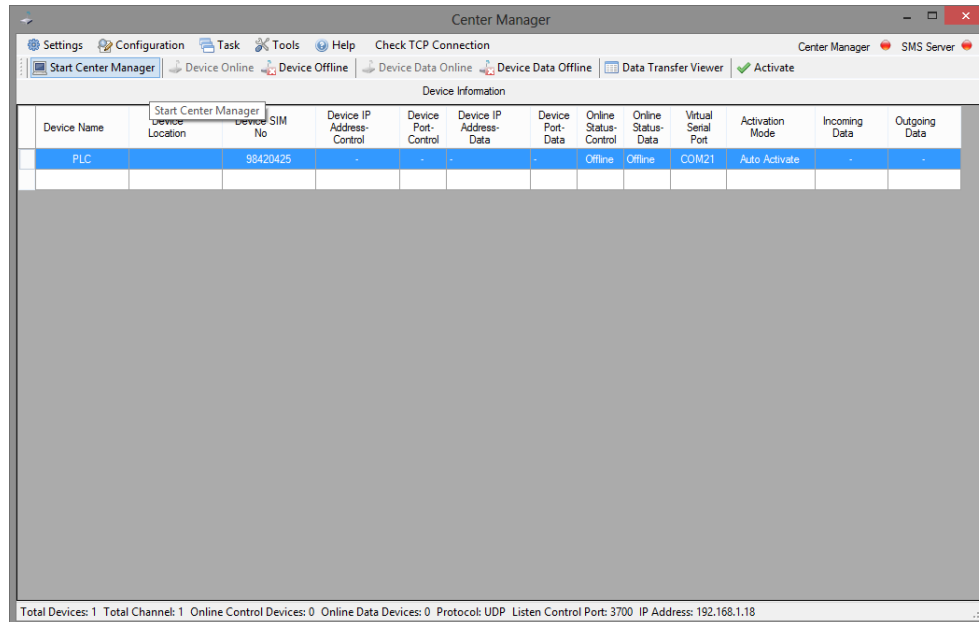 Center Manager
Settings Configuration Task Tools Help Check TCP Connection Center Manager SMS Server
Start Center Manager Device Online Device Offline Device Data Online Device Data Offline Data Transfer Viewer Activate
Device Information
Start Center Manager
Device Name
Device Location
Device SIM No
Device IP Address- Control
Device Port- Control
Device IP Address- Data
Device Port- Data
Online Status- Control
Online Status- Data
Virtual Serial Port
Activation Mode
Incoming Data
Outgoing Data
PLC 98420425 - - - - Offline Offline COM21 Auto Activate - -
Total Devices: 1 Total Channel: 1 Online Control Devices: 0 Online Data Devices: 0 Protocol: UDP Listen Control Port: 3700 IP Address: 192.168.1.18